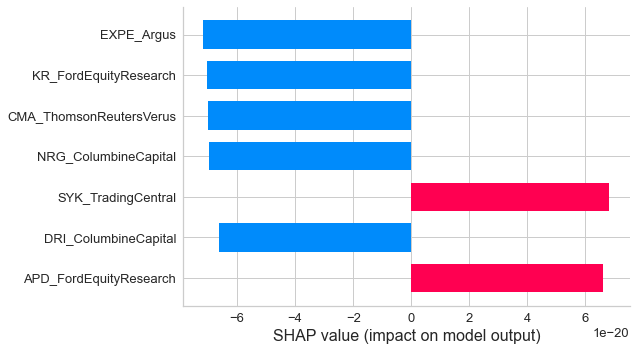 EXPE_Argus
KR_FordEquityResearch
CMA_ThomsonReutersVerus
NRG_ColumbineCapital
SYK_TradingCentral
DRI_ColumbineCapital
APD_FordEquityResearch
−6 −4 −2 0 2 4 6
1e−20
SHAP value (impact on model output)